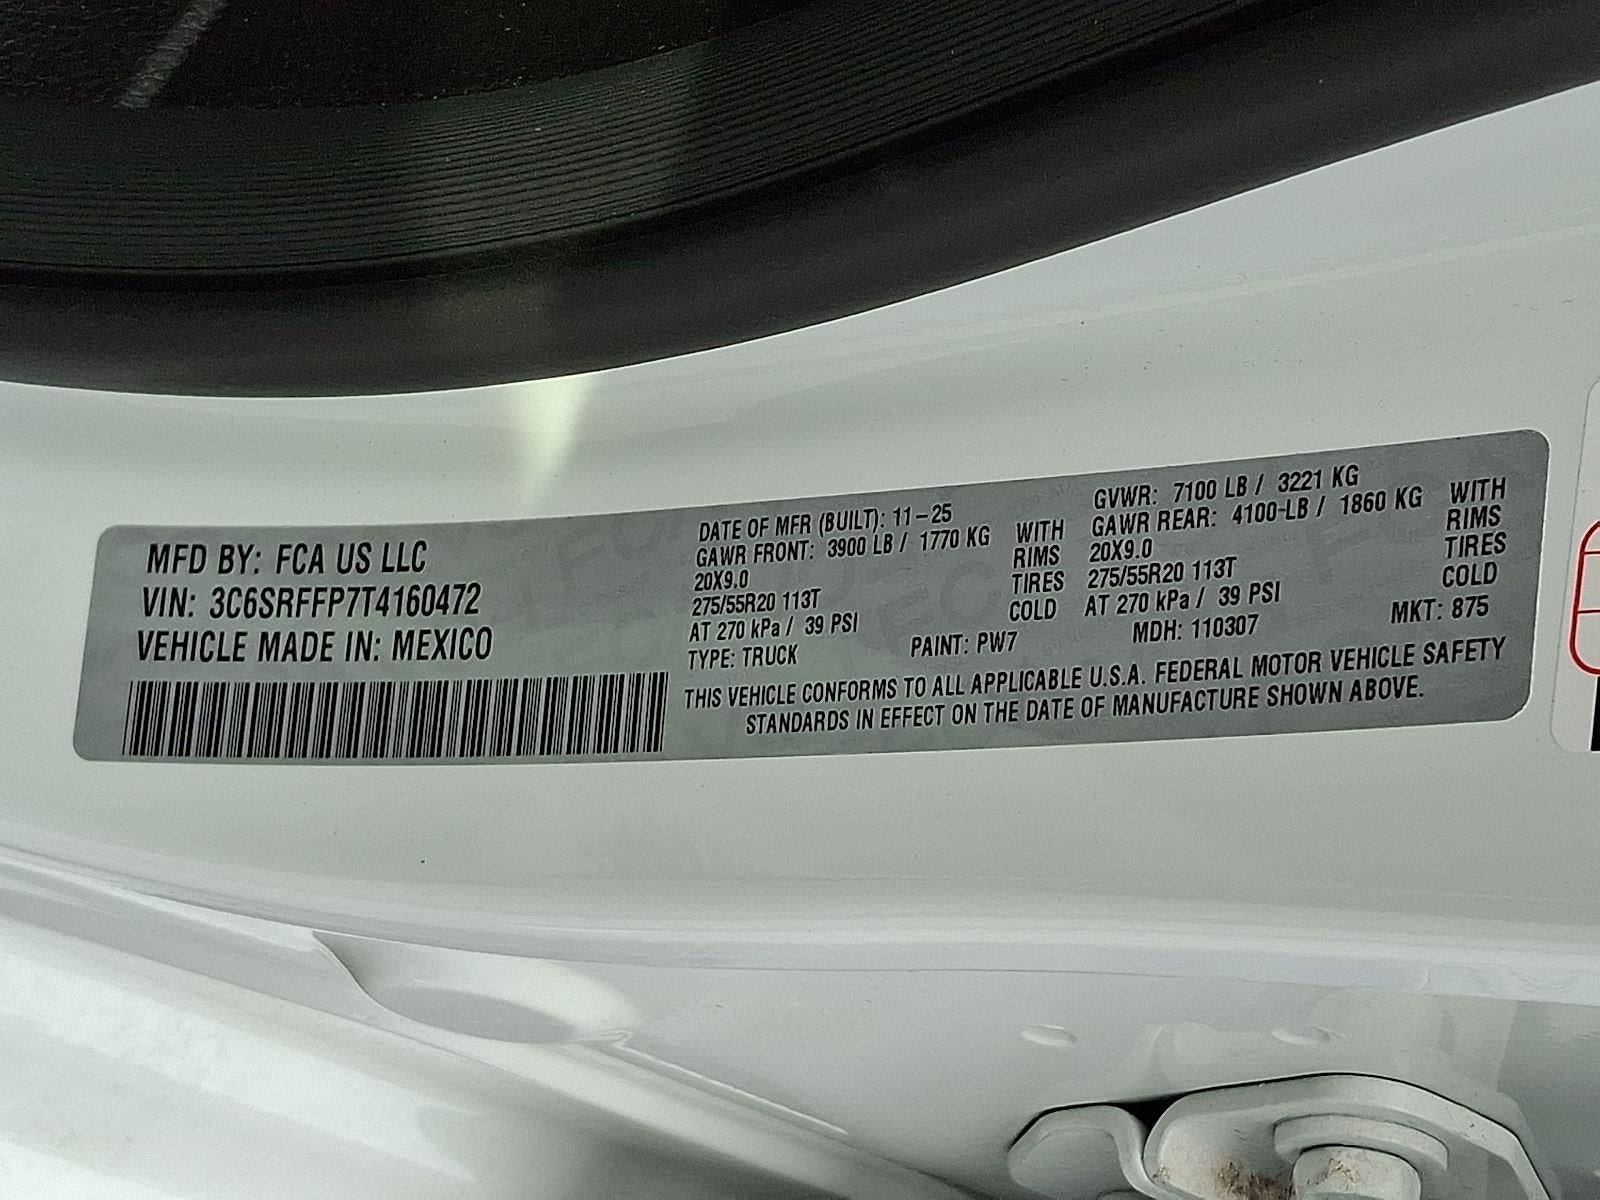 MFD BY: FCA US LLC
VIN: 3C6SRFFP7T4160472
VEHICLE MADE IN: MEXICO
DATE OF MFR (BUILT): 11-25
GAWR FRONT: 3900 LB / 1770 KG WITH
20X9.0 RIMS
275/55R20 113T TIRES
AT 270 kPa / 39 PSI COLD
TYPE: TRUCK PAINT: PW7
GVWR: 7100 LB / 3221 KG
GAWR REAR: 4100 LB / 1860 KG WITH
20X9.0 RIMS
275/55R20 113T TIRES
AT 270 kPa / 39 PSI COLD
MDH: 110307 MKT: 875
THIS VEHICLE CONFORMS TO ALL APPLICABLE U.S.A. FEDERAL MOTOR VEHICLE SAFETY
STANDARDS IN EFFECT ON THE DATE OF MANUFACTURE SHOWN ABOVE.